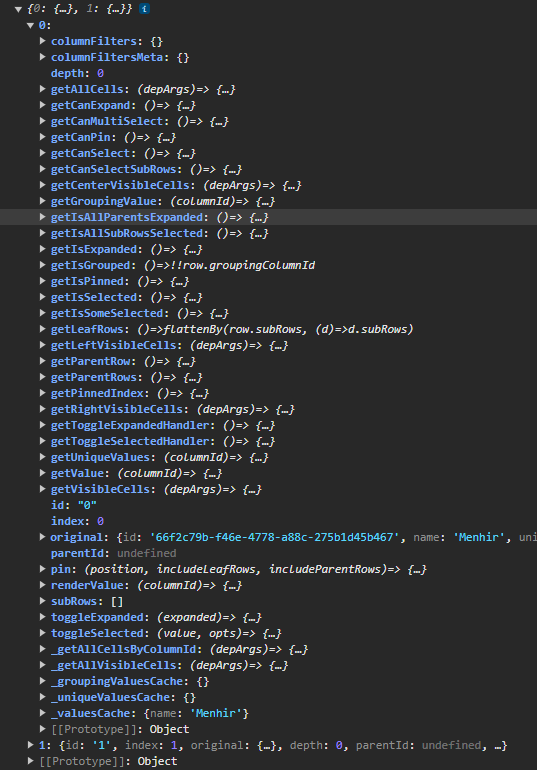 ▼ {0: {…}, 1: {…}} i
▼ 0:
▶ columnFilters: {}
▶ columnFiltersMeta: {}
depth: 0
▶ getAllCells: (depArgs)=> {…}
▶ getCanExpand: ()=> {…}
▶ getCanMultiSelect: ()=> {…}
▶ getCanPin: ()=> {…}
▶ getCanSelect: ()=> {…}
▶ getCanSelectSubRows: ()=> {…}
▶ getCenterVisibleCells: (depArgs)=> {…}
▶ getGroupingValue: (columnId)=> {…}
▶ getIsAllParentsExpanded: ()=> {…}
▶ getIsAllSubRowsSelected: ()=> {…}
▶ getIsExpanded: ()=> {…}
▶ getIsGrouped: ()=>!!row.groupingColumnId
▶ getIsPinned: ()=> {…}
▶ getIsSelected: ()=> {…}
▶ getIsSomeSelected: ()=> {…}
▶ getLeafRows: ()=>flattenBy(row.subRows, (d)=>d.subRows)
▶ getLeftVisibleCells: (depArgs)=> {…}
▶ getParentRow: ()=> {…}
▶ getParentRows: ()=> {…}
▶ getPinnedIndex: ()=> {…}
▶ getRightVisibleCells: (depArgs)=> {…}
▶ getToggleExpandedHandler: ()=> {…}
▶ getToggleSelectedHandler: ()=> {…}
▶ getUniqueValues: (columnId)=> {…}
▶ getValue: (columnId)=> {…}
▶ getVisibleCells: (depArgs)=> {…}
id: "0"
index: 0
▶ original: {id: '66f2c79b-f46e-4778-a88c-275b1d45b467', name: 'Menhir', uni
parentId: undefined
▶ pin: (position, includeLeafRows, includeParentRows)=> {…}
▶ renderValue: (columnId)=> {…}
▶ subRows: []
▶ toggleExpanded: (expanded)=> {…}
▶ toggleSelected: (value, opts)=> {…}
▶ _getAllCellsByColumnId: (depArgs)=> {…}
▶ _getAllVisibleCells: (depArgs)=> {…}
▶ _groupingValuesCache: {}
▶ _uniqueValuesCache: {}
▶ _valuesCache: {name: 'Menhir'}
▶ [[Prototype]]: Object
▶ 1: {id: '1', index: 1, original: {…}, depth: 0, parentId: undefined, …}
▶ [[Prototype]]: Object